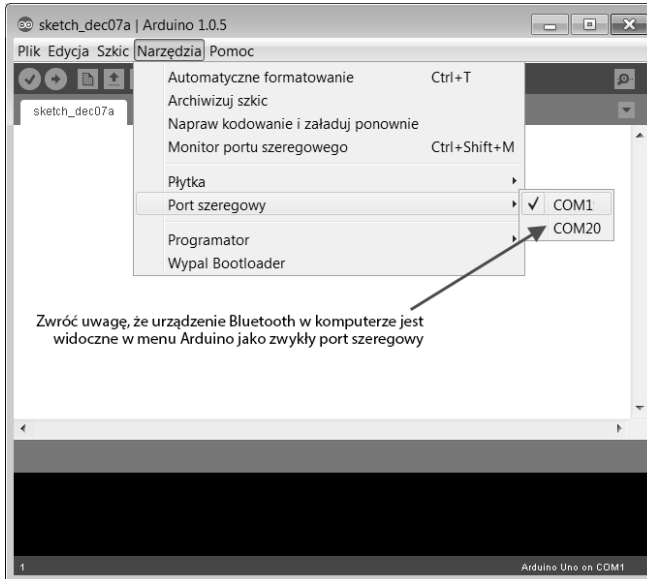 sketch_dec07a | Arduino 1.0.5
Plik Edycja Szkic Narzędzia Pomoc
sketch_dec07a
Automatyczne formatowanie Ctrl+T
Archiwizuj szkic
Napraw kodowanie i załaduj ponownie
Monitor portu szeregowego Ctrl+Shift+M
Płytka
Port szeregowy
COM1
COM20
Programator
Wypal Bootloader
Zwróć uwagę, że urządzenie Bluetooth w komputerze jest
widoczne w menu Arduino jako zwykły port szeregowy
1 Arduino Uno on COM1